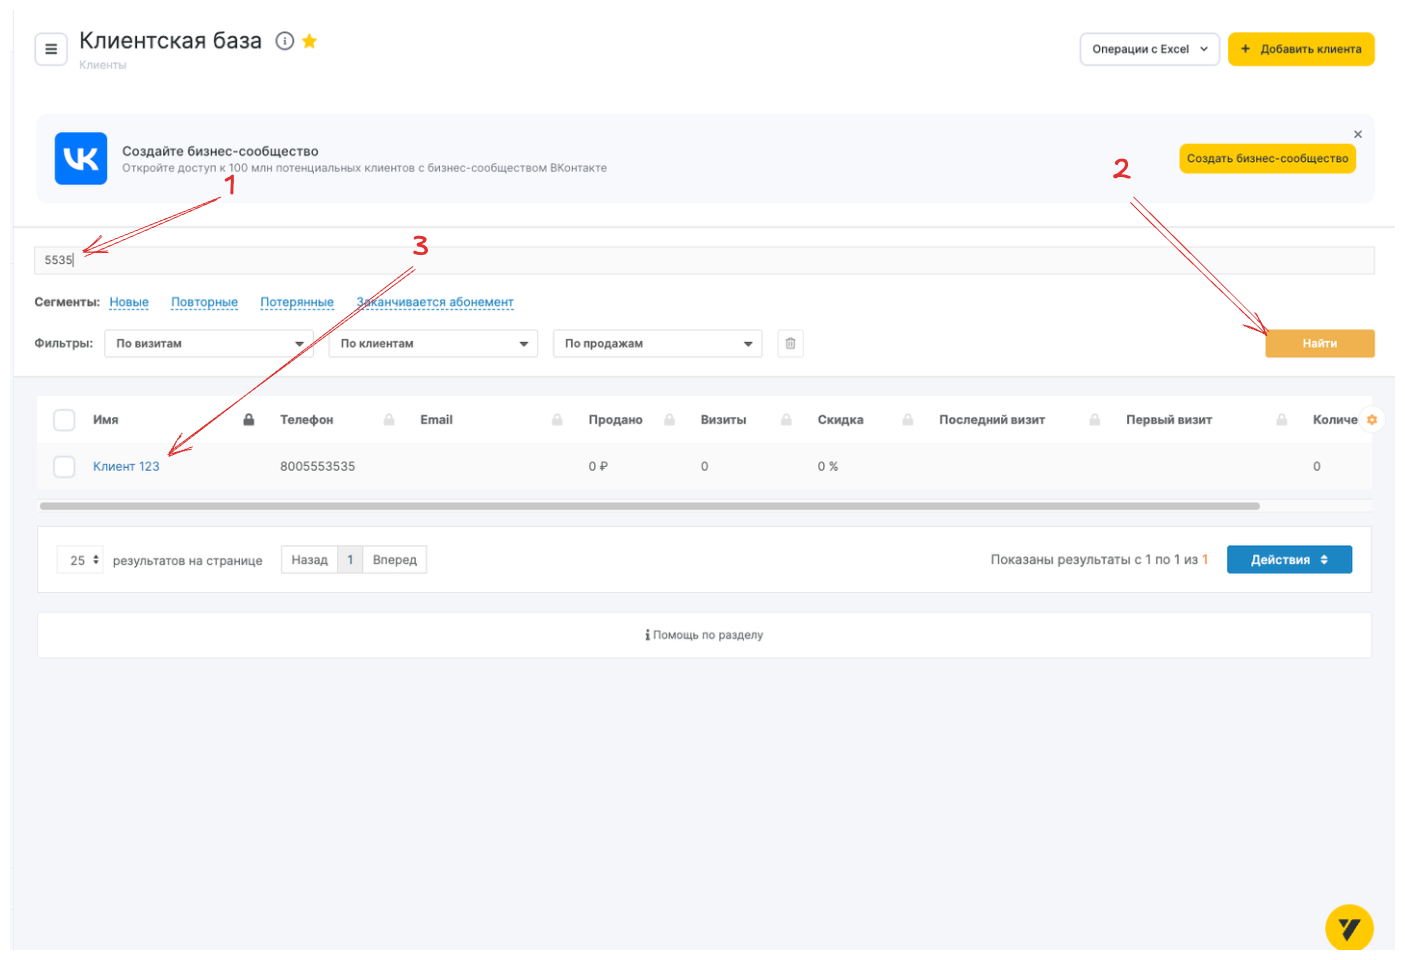 Клиентская база
Клиенты
Операции с Excel
+ Добавить клиента
Создайте бизнес-сообщество
Откройте доступ к 100 млн потенциальных клиентов с бизнес-сообществом ВКонтакте
Создать бизнес-сообщество
1
2
3
5535
Сегменты: Новые Повторные Потерянные Заканчивается абонемент
Фильтры: По визитам По клиентам По продажам
Найти
Имя Телефон Email Продано Визиты Скидка Последний визит Первый визит Количе
Клиент 123 8005553535 0 ₽ 0 0 % 0
25 результатов на странице Назад 1 Вперед Показаны результаты с 1 по 1 из 1 Действия
Помощь по разделу